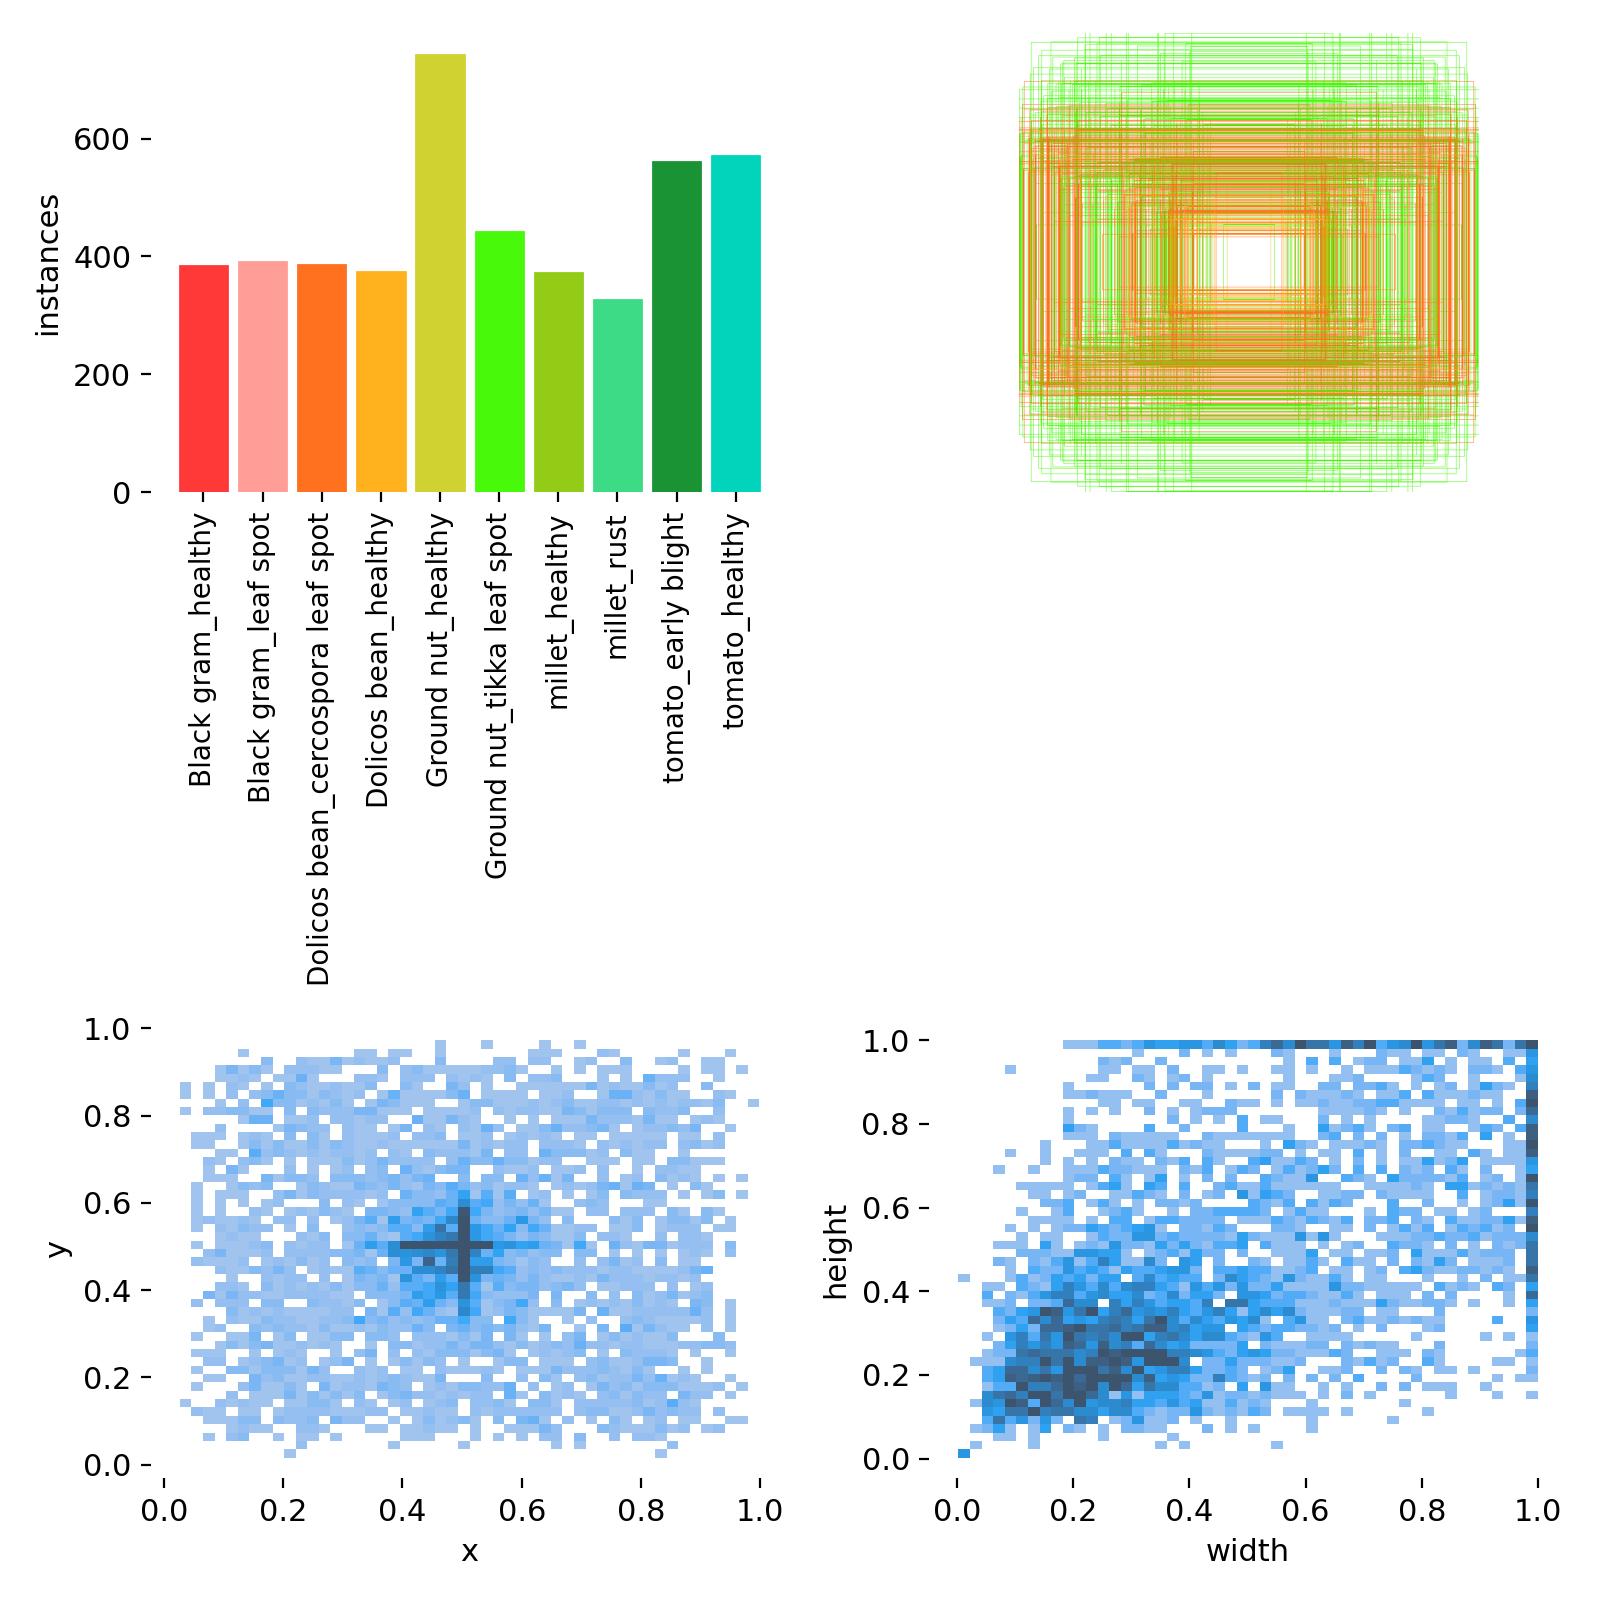 instances
600
400
200
0
Black gram_healthy
Black gram_leaf spot
Dolicos bean_cercospora leaf spot
Dolicos bean_healthy
Ground nut_healthy
Ground nut_tikka leaf spot
millet_healthy
millet_rust
tomato_early blight
tomato_healthy
y
1.0
0.8
0.6
0.4
0.2
0.0
0.0 0.2 0.4 0.6 0.8 1.0
x
height
1.0
0.8
0.6
0.4
0.2
0.0
0.0 0.2 0.4 0.6 0.8 1.0
width